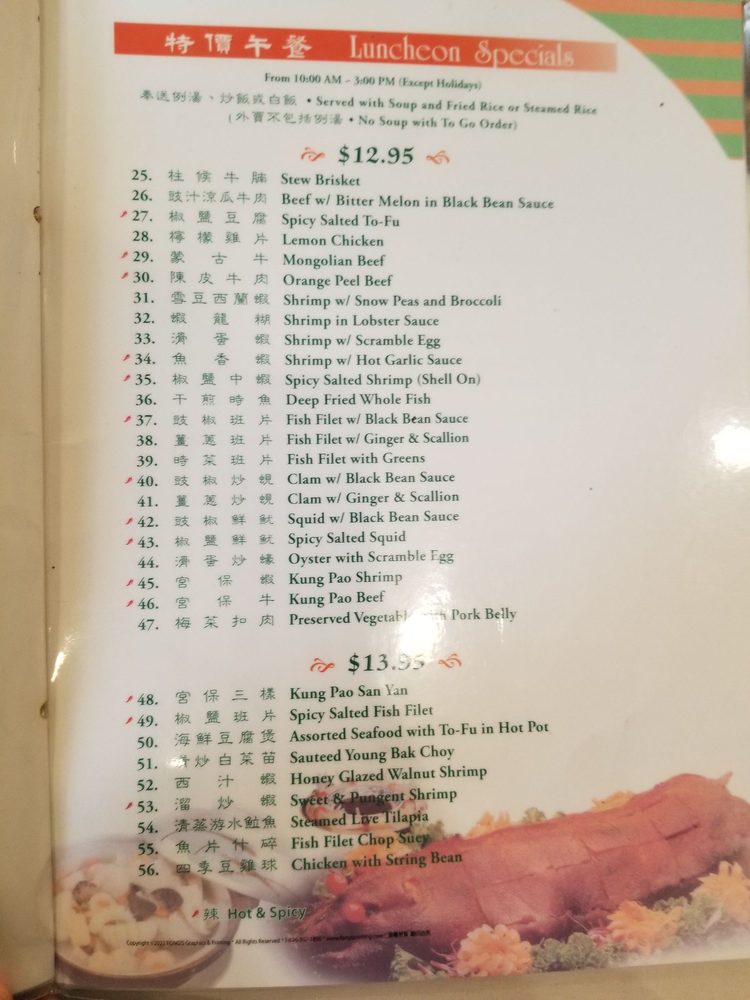 特價午餐 Luncheon Specials
From 10:00 AM ~ 3:00 PM (Except Holidays)
奉送例湯、炒飯或白飯 • Served with Soup and Fried Rice or Steamed Rice
(外賣不包括例湯 • No Soup with To Go Order)
$12.95
25. 柱候牛腩 Stew Brisket
26. 豉汁涼瓜牛肉 Beef w/ Bitter Melon in Black Bean Sauce
27. 椒鹽豆腐 Spicy Salted To-Fu
28. 檸檬雞片 Lemon Chicken
29. 蒙古牛 Mongolian Beef
30. 陳皮牛肉 Orange Peel Beef
31. 雪豆西蘭蝦 Shrimp w/ Snow Peas and Broccoli
32. 蝦龍糊 Shrimp in Lobster Sauce
33. 滑蛋蝦 Shrimp w/ Scramble Egg
34. 魚香蝦 Shrimp w/ Hot Garlic Sauce
35. 椒鹽中蝦 Spicy Salted Shrimp (Shell On)
36. 干煎時魚 Deep Fried Whole Fish
37. 豉椒班片 Fish Filet w/ Black Bean Sauce
38. 薑蔥班片 Fish Filet w/ Ginger & Scallion
39. 時菜班片 Fish Filet with Greens
40. 豉椒炒蜆 Clam w/ Black Bean Sauce
41. 薑蔥炒蜆 Clam w/ Ginger & Scallion
42. 豉椒鮮魷 Squid w/ Black Bean Sauce
43. 椒鹽鮮魷 Spicy Salted Squid
44. 滑蛋炒蠔 Oyster with Scramble Egg
45. 宮保蝦 Kung Pao Shrimp
46. 宮保牛 Kung Pao Beef
47. 梅菜扣肉 Preserved Vegetable with Pork Belly
$13.95
48. 宮保三樣 Kung Pao San Yan
49. 椒鹽班片 Spicy Salted Fish Filet
50. 海鮮豆腐煲 Assorted Seafood with To-Fu in Hot Pot
51. 清炒白菜苗 Sauteed Young Bak Choy
52. 西汁蝦 Honey Glazed Walnut Shrimp
53. 溜炒蝦 Sweet & Pungent Shrimp
54. 清蒸游水鱼 Steamed Live Tilapia
55. 魚片什碎 Fish Filet Chop Suey
56. 四季豆雞球 Chicken with String Bean
辣 Hot & Spicy
Graphics & Printing * All Rights Reserved *